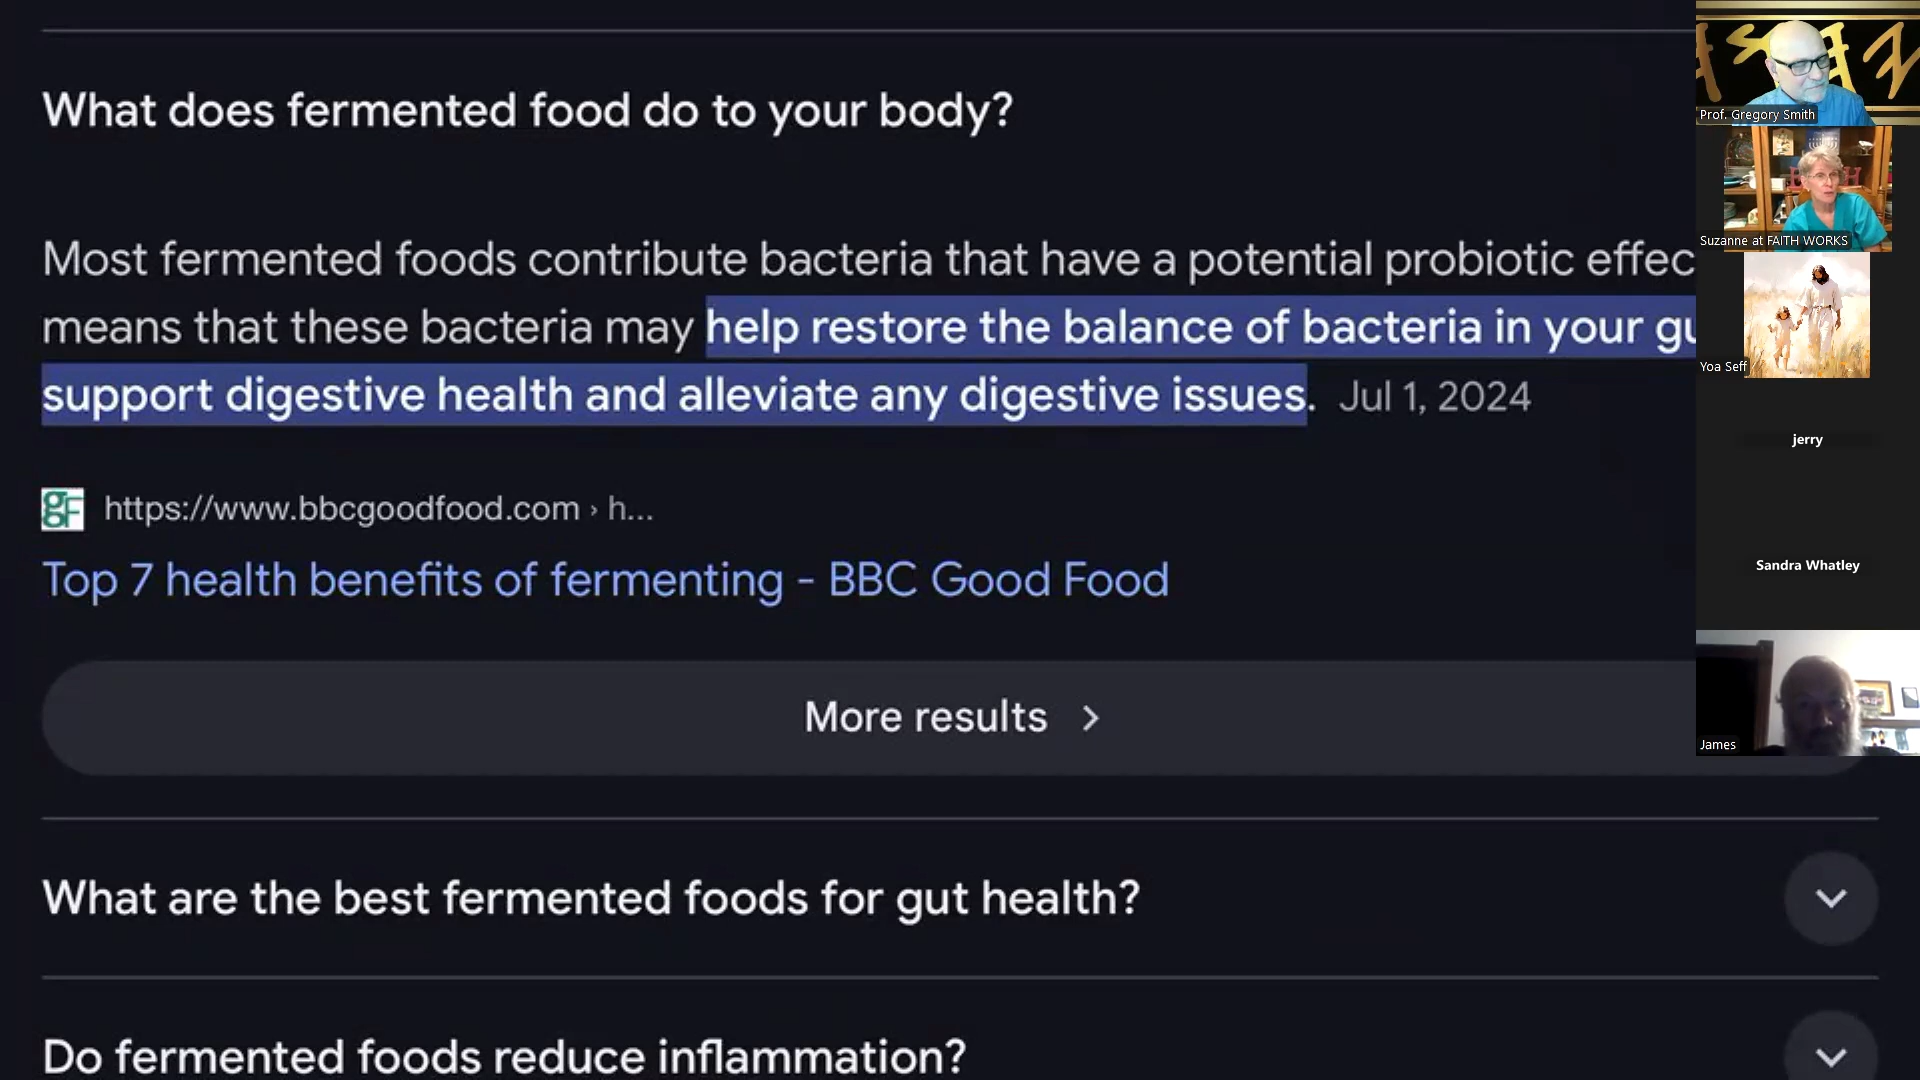 What does fermented food do to your body?
Most fermented foods contribute bacteria that have a potential probiotic effec
means that these bacteria may help restore the balance of bacteria in your gu
support digestive health and alleviate any digestive issues. Jul 1, 2024
gf
https://www.bbcgoodfood.com › h...
Top 7 health benefits of fermenting - BBC Good Food
More results
What are the best fermented foods for gut health?
Do fermented foods reduce inflammation?
Prof. Gregory Smith
Suzanne at FAITH WORKS
Yoa Seff
jerry
Sandra Whatley
James